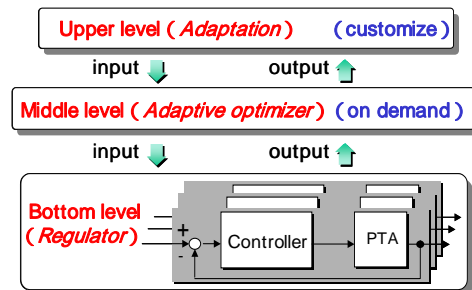 Upper level ( Adaptation ) ( customize )
input output
Middle level ( Adaptive optimizer ) ( on demand )
input output
Bottom level
( Regulator )
+
-
Controller
PTA